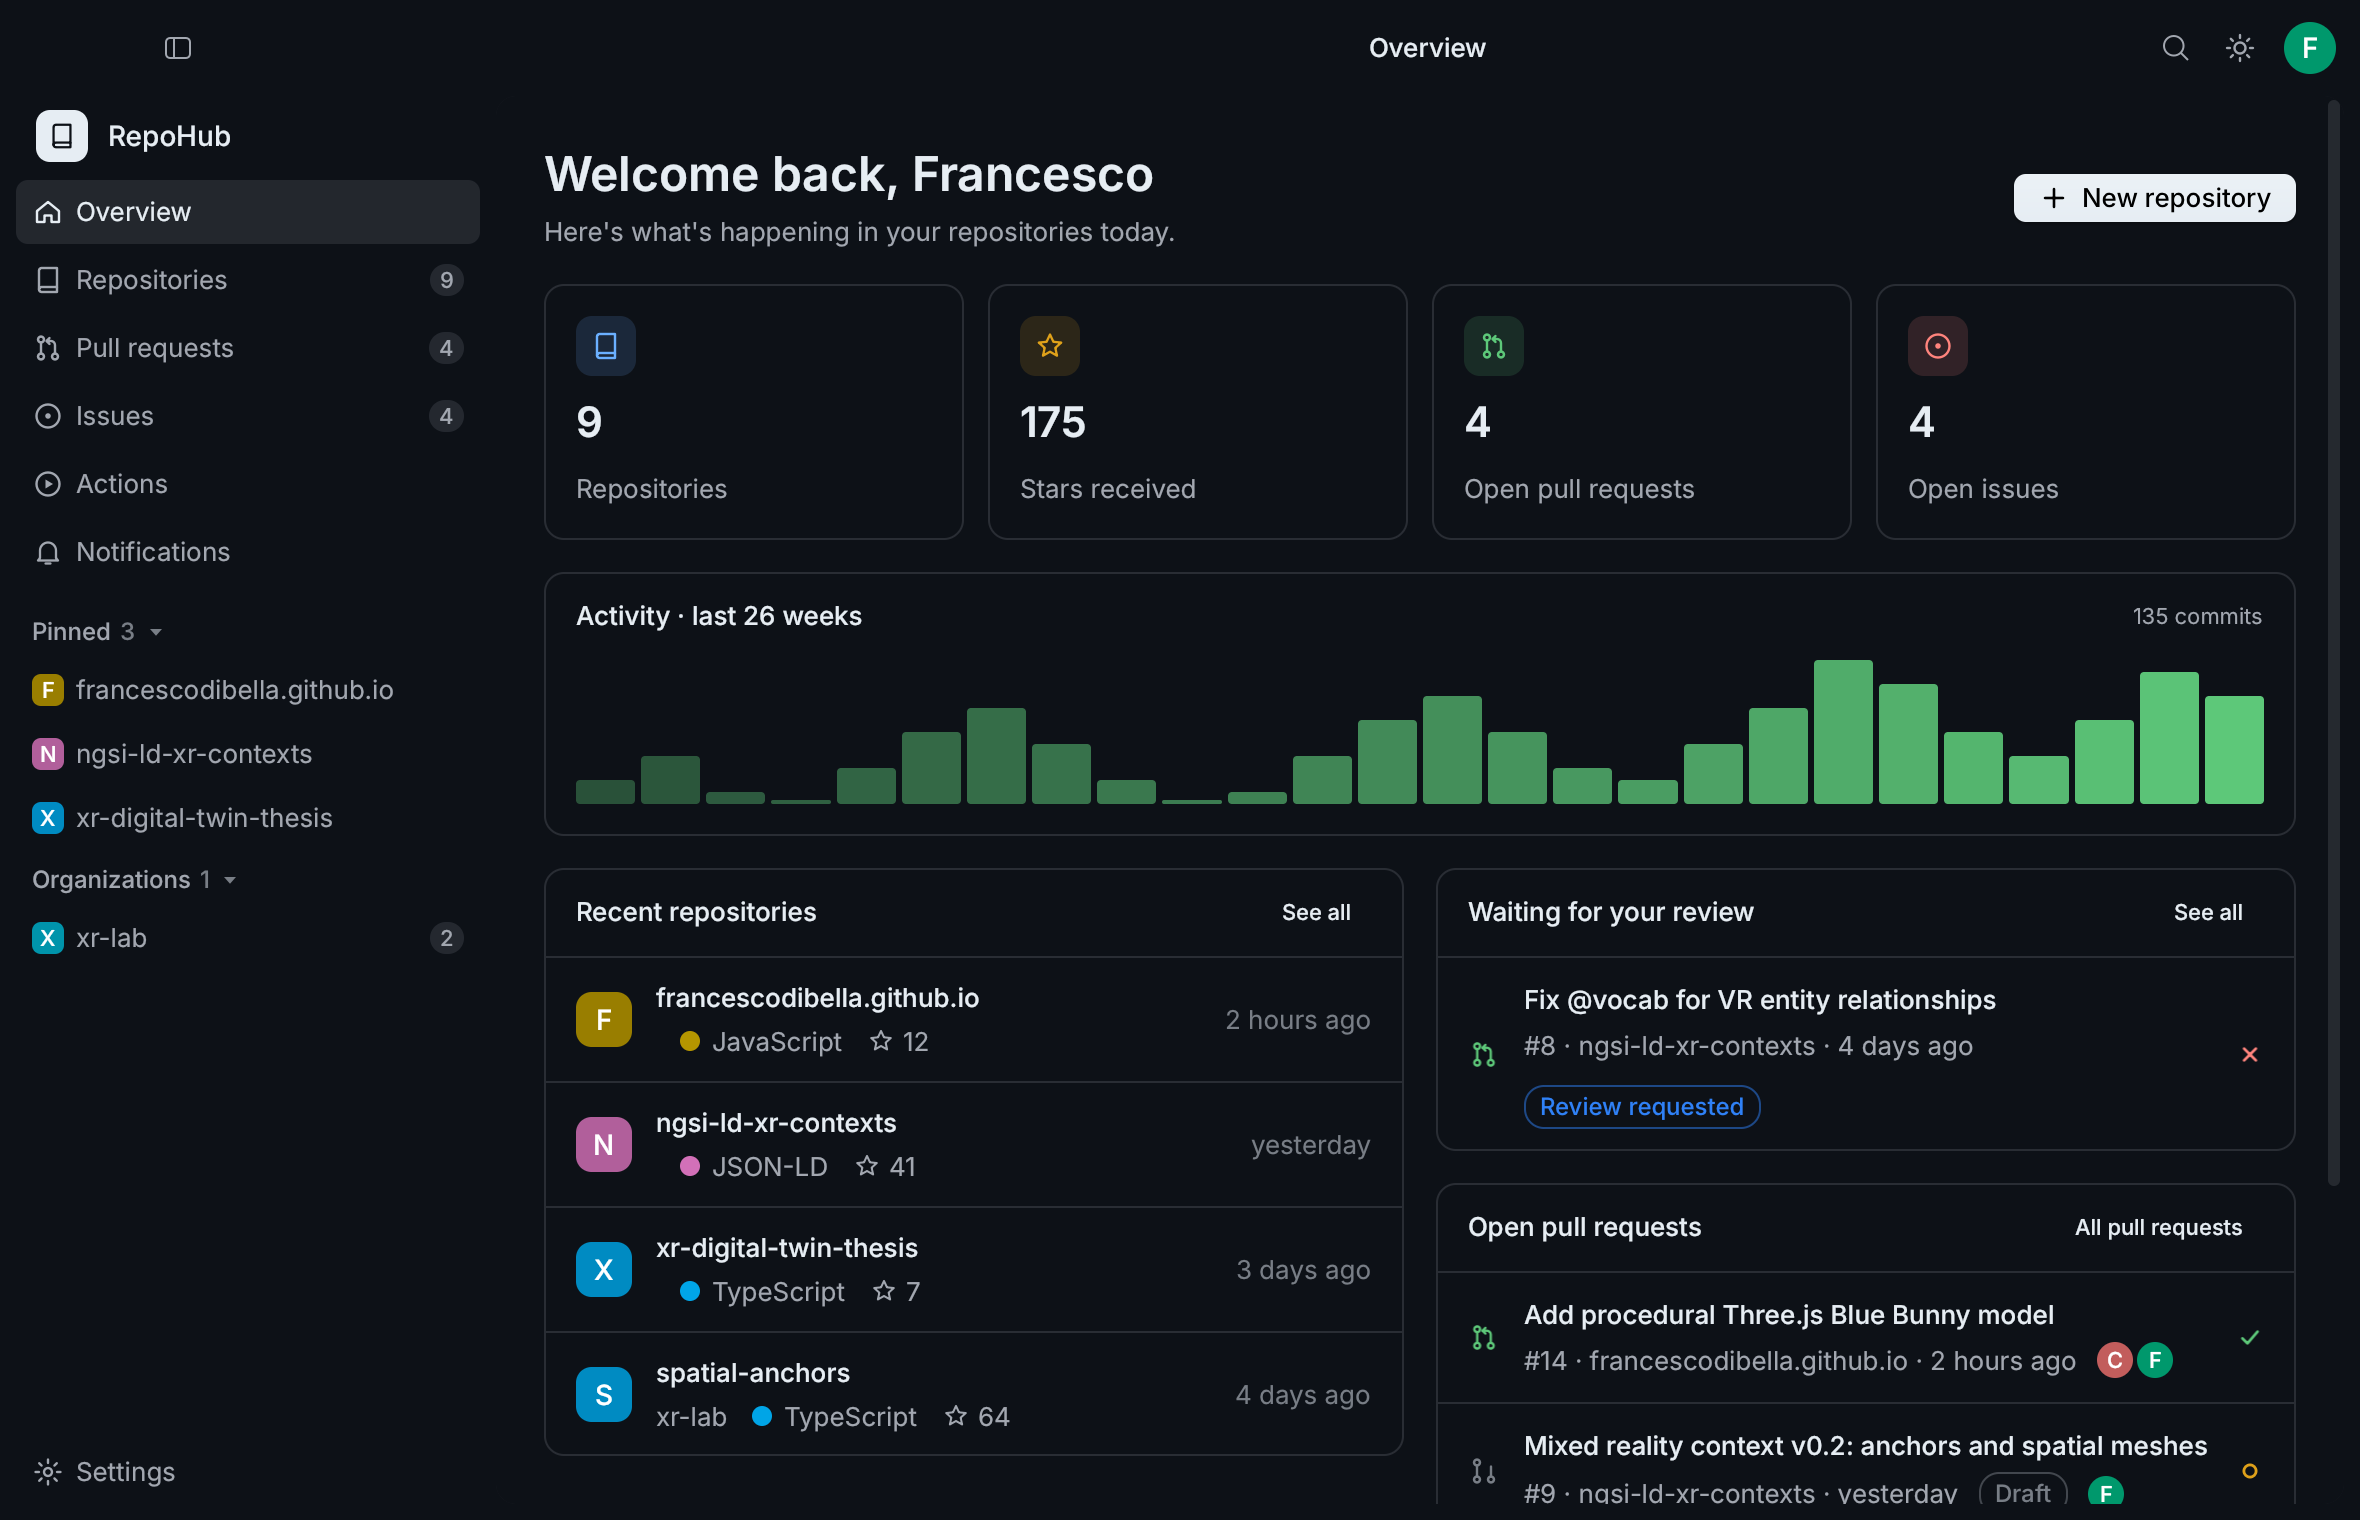 Overview
F
RepoHub
Overview
Repositories 9
Pull requests 4
Issues 4
Actions
Notifications
Pinned 3
F francescodibella.github.io
N ngsi-ld-xr-contexts
X xr-digital-twin-thesis
Organizations 1
X xr-lab 2
Settings
Welcome back, Francesco
Here's what's happening in your repositories today.
New repository
9
Repositories
175
Stars received
4
Open pull requests
4
Open issues
Activity · last 26 weeks
135 commits
Recent repositories
See all
F
francescodibella.github.io
JavaScript 12
2 hours ago
N
ngsi-ld-xr-contexts
JSON-LD 41
yesterday
X
xr-digital-twin-thesis
TypeScript 7
3 days ago
S
spatial-anchors
xr-lab TypeScript 64
4 days ago
Waiting for your review
See all
Fix @vocab for VR entity relationships
#8 · ngsi-ld-xr-contexts · 4 days ago
Review requested
Open pull requests
All pull requests
Add procedural Three.js Blue Bunny model
#14 · francescodibella.github.io · 2 hours ago C F
Mixed reality context v0.2: anchors and spatial meshes
#9 · ngsi-ld-xr-contexts · yesterday Draft F